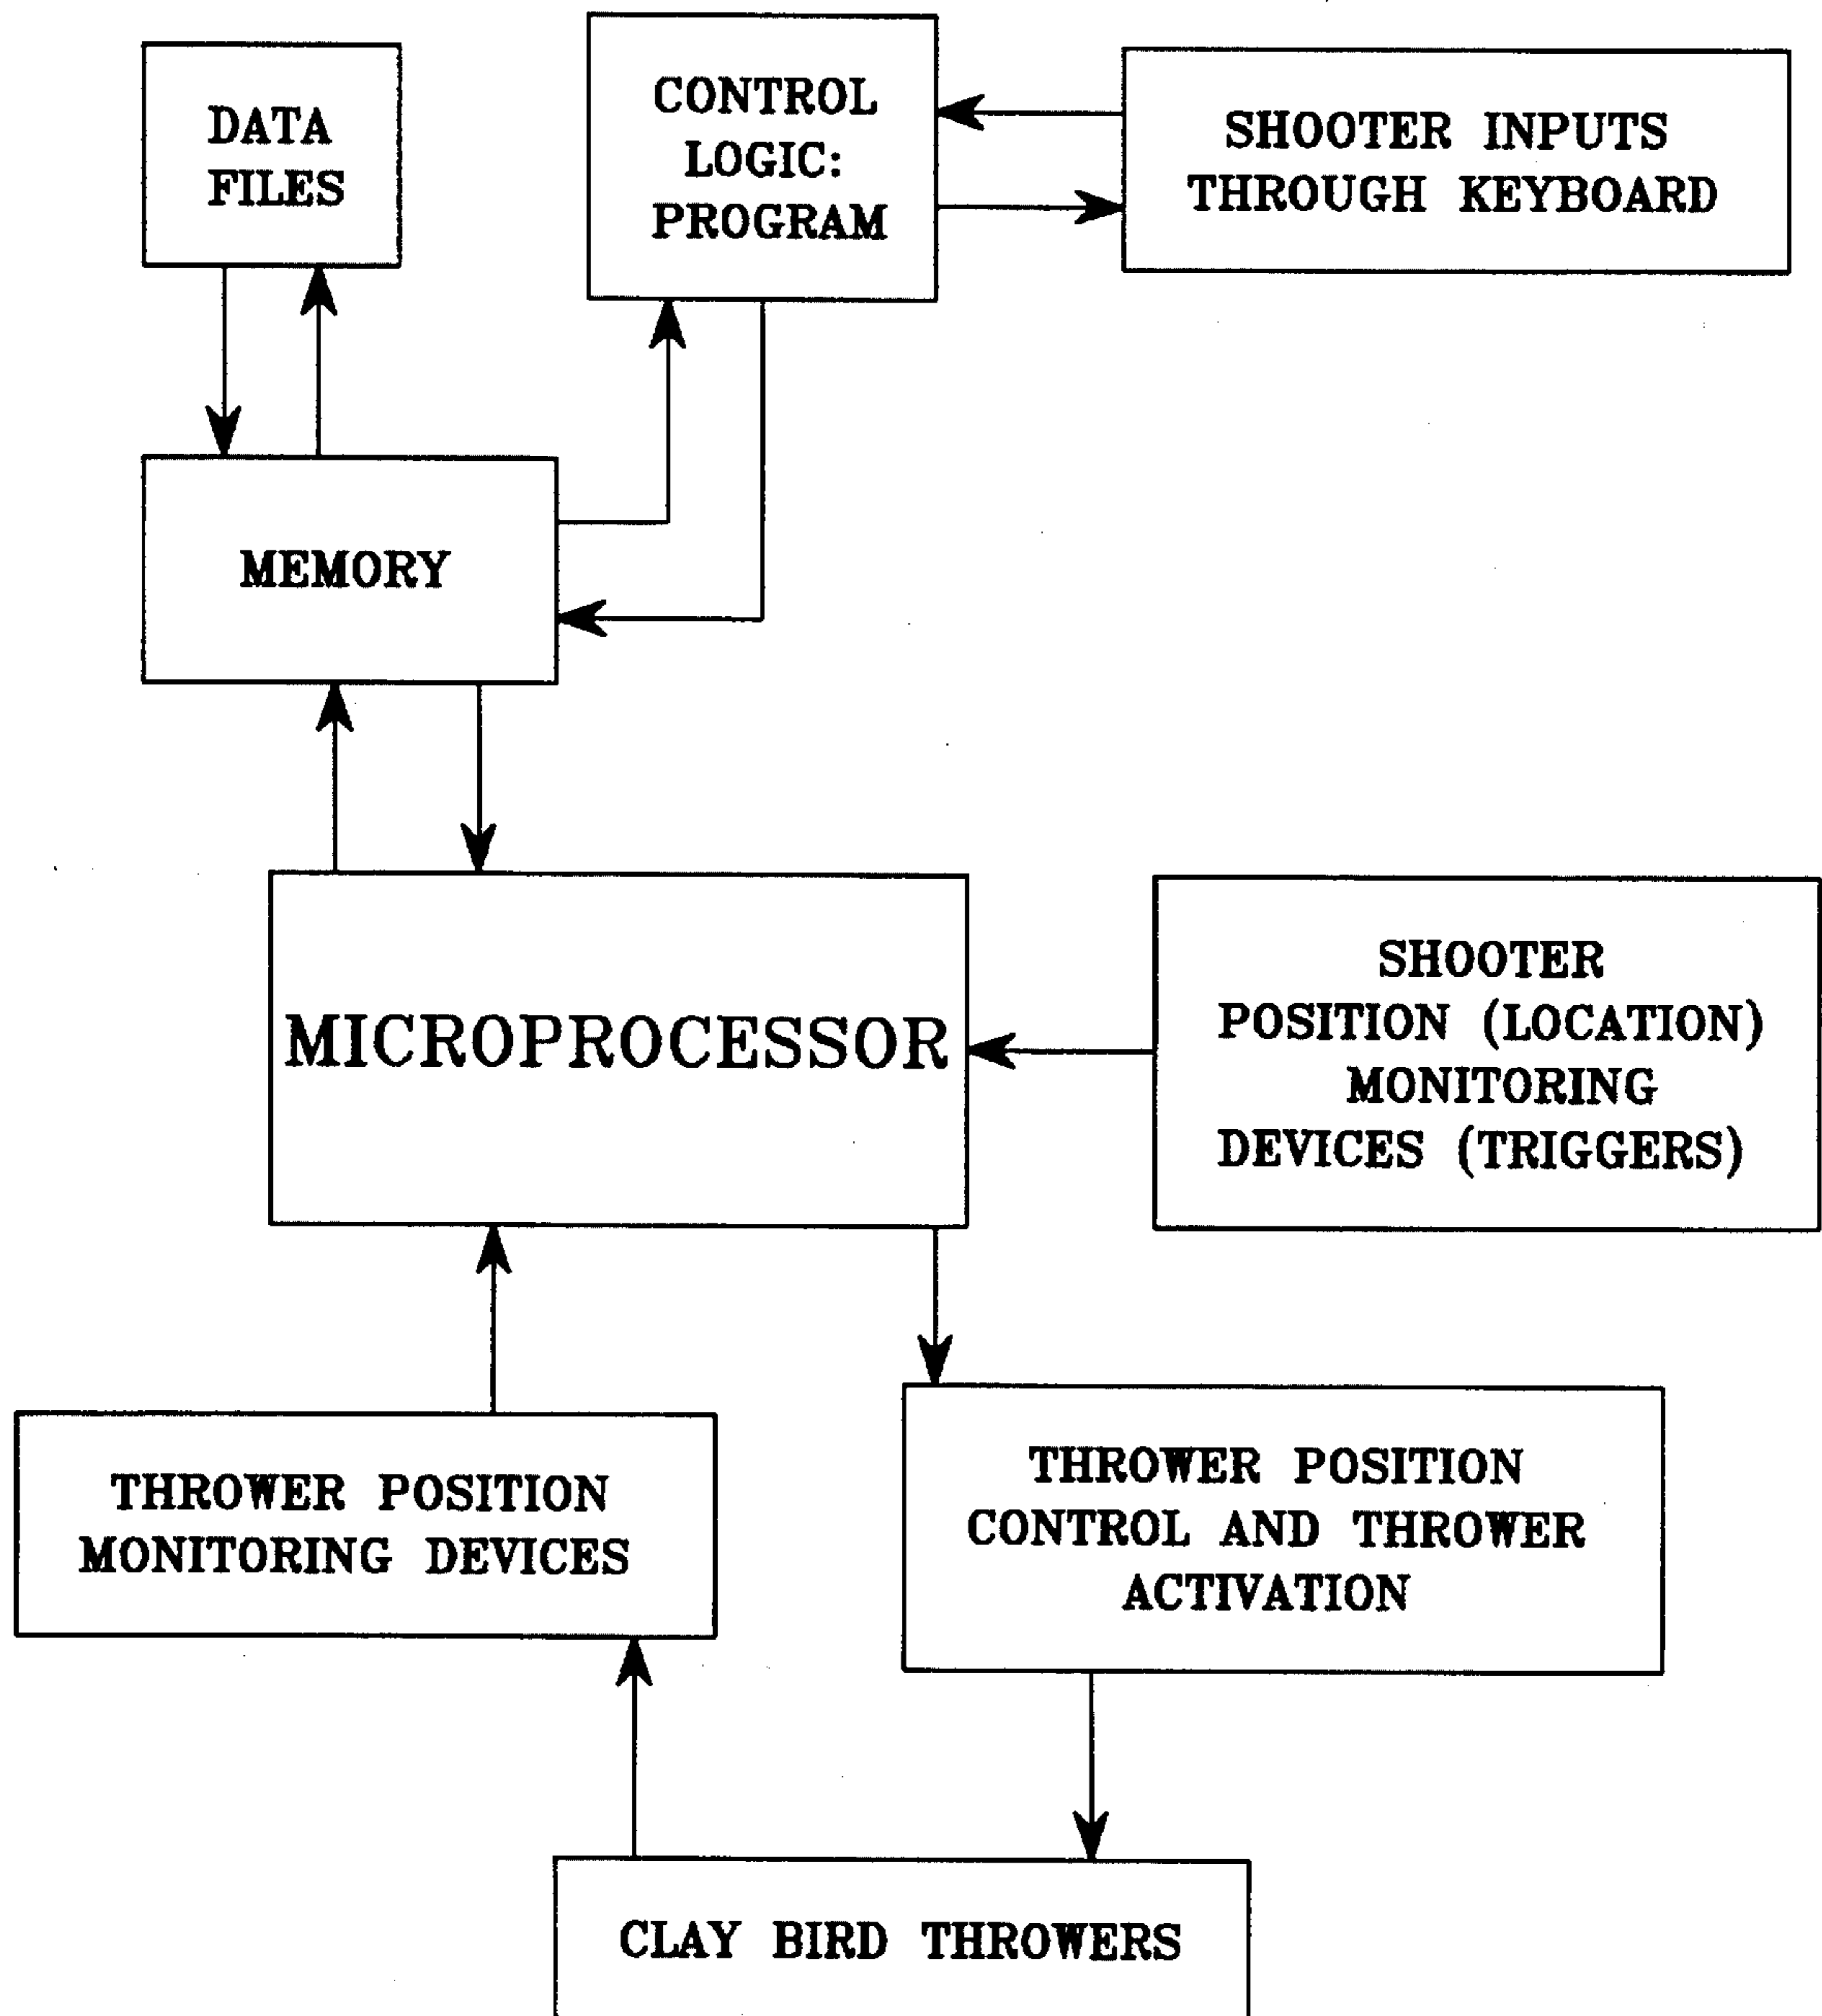 DATA
FILES
CONTROL
LOGIC:
PROGRAM
SHOOTER INPUTS
THROUGH KEYBOARD
MEMORY
MICROPROCESSOR
SHOOTER
POSITION (LOCATION)
MONITORING
DEVICES (TRIGGERS)
THROWER POSITION
MONITORING DEVICES
THROWER POSITION
CONTROL AND THROWER
ACTIVATION
CLAY BIRD THROWERS